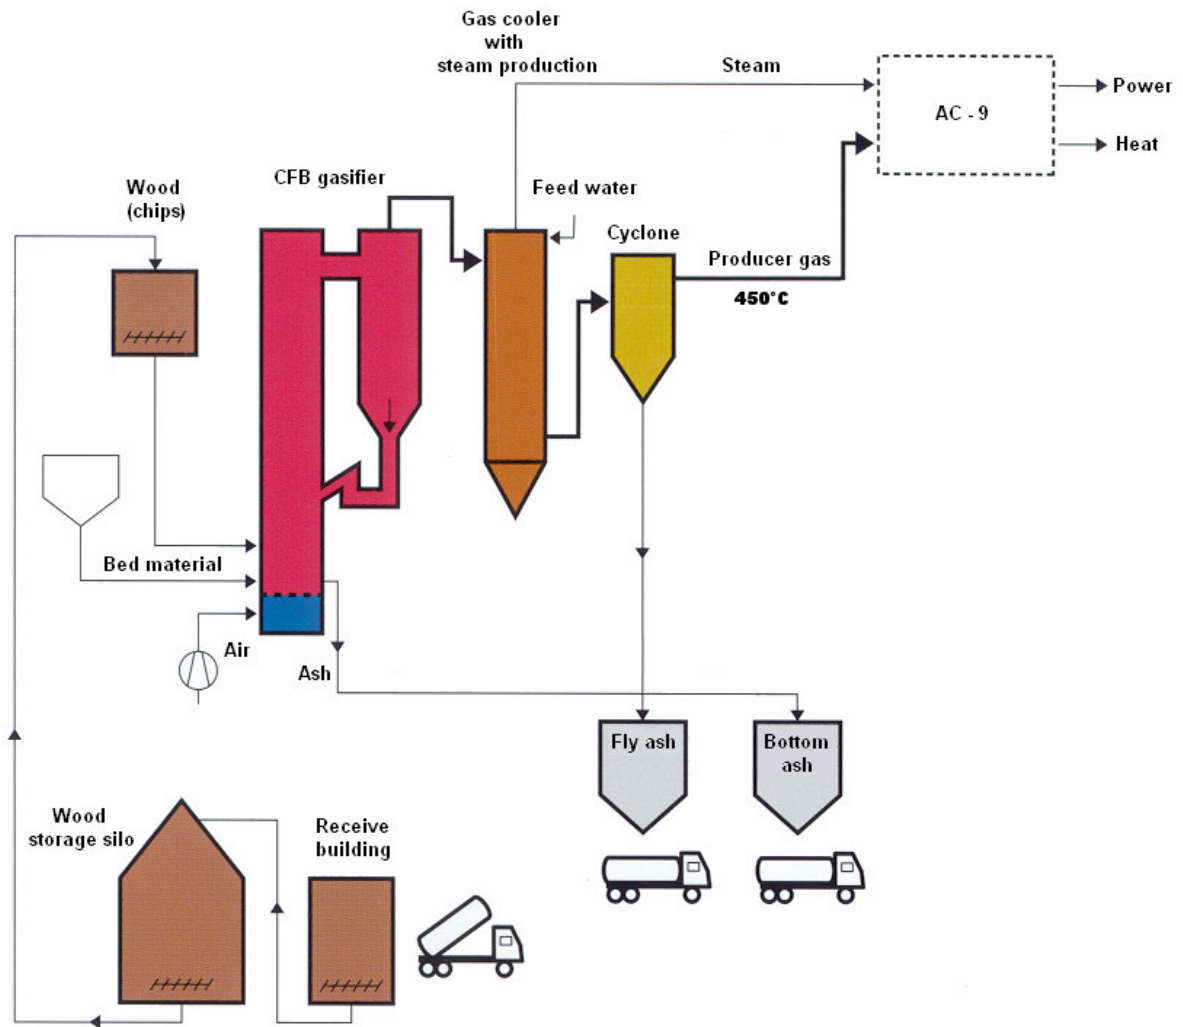 Gas cooler
with
steam production
Steam
AC - 9
Power
Heat
CFB gasifier
Wood
(chips)
Feed water
Cyclone
Producer gas
450°C
Bed material
Air
Ash
Fly ash
Bottom
ash
Wood
storage silo
Receive
building